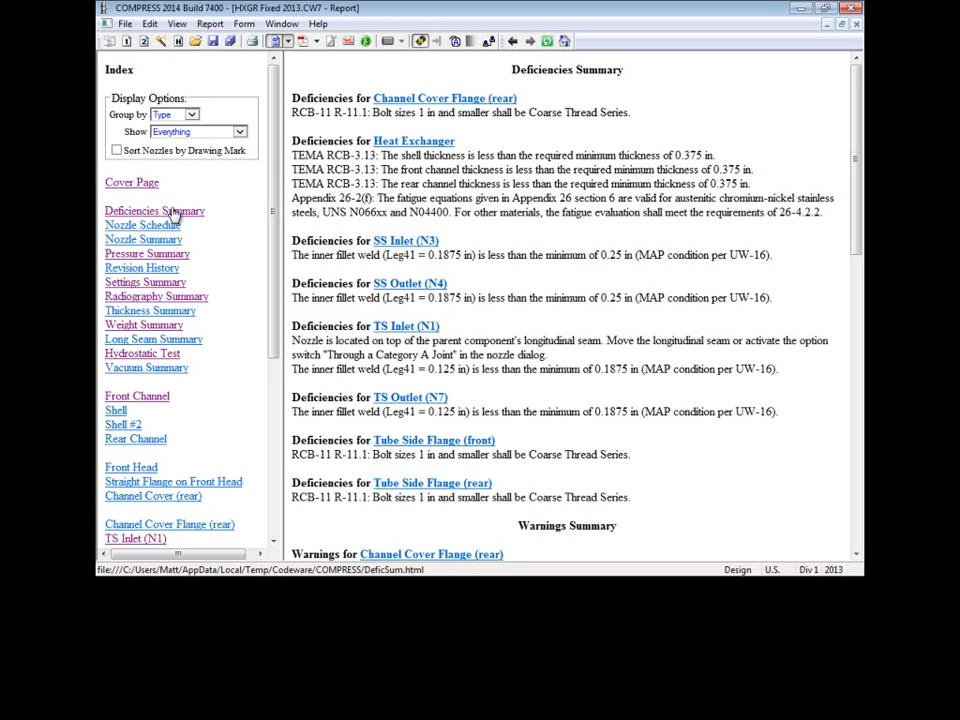 COMPRESS 2014 Build 7400 - [HXGR Fixed 2013.CW7 - Report]
File Edit View Report Form Window Help
Index
Display Options:
Group by Type
Show Everything
Sort Nozzles by Drawing Mark
Cover Page
Deficiencies Summary
Nozzle Schedule
Nozzle Summary
Pressure Summary
Revision History
Settings Summary
Radiography Summary
Thickness Summary
Weight Summary
Long Seam Summary
Hydrostatic Test
Vacuum Summary
Front Channel
Shell
Shell #2
Rear Channel
Front Head
Straight Flange on Front Head
Channel Cover (rear)
Channel Cover Flange (rear)
TS Inlet (N1)
Deficiencies Summary
Deficiencies for Channel Cover Flange (rear)
RCB-11 R-11.1: Bolt sizes 1 in and smaller shall be Coarse Thread Series.
Deficiencies for Heat Exchanger
TEMA RCB-3.13: The shell thickness is less than the required minimum thickness of 0.375 in.
TEMA RCB-3.13: The front channel thickness is less than the required minimum thickness of 0.375 in.
TEMA RCB-3.13: The rear channel thickness is less than the required minimum thickness of 0.375 in.
Appendix 26-2(f): The fatigue equations given in Appendix 26 section 6 are valid for austenitic chromium-nickel stainless
steels, UNS N066xx and N04400. For other materials, the fatigue evaluation shall meet the requirements of 26-4.2.2.
Deficiencies for SS Inlet (N3)
The inner fillet weld (Leg41 = 0.1875 in) is less than the minimum of 0.25 in (MAP condition per UW-16).
Deficiencies for SS Outlet (N4)
The inner fillet weld (Leg41 = 0.1875 in) is less than the minimum of 0.25 in (MAP condition per UW-16).
Deficiencies for TS Inlet (N1)
Nozzle is located on top of the parent component's longitudinal seam. Move the longitudinal seam or activate the option
switch "Through a Category A Joint" in the nozzle dialog.
The inner fillet weld (Leg41 = 0.125 in) is less than the minimum of 0.1875 in (MAP condition per UW-16).
Deficiencies for TS Outlet (N7)
The inner fillet weld (Leg41 = 0.125 in) is less than the minimum of 0.1875 in (MAP condition per UW-16).
Deficiencies for Tube Side Flange (front)
RCB-11 R-11.1: Bolt sizes 1 in and smaller shall be Coarse Thread Series.
Deficiencies for Tube Side Flange (rear)
RCB-11 R-11.1: Bolt sizes 1 in and smaller shall be Coarse Thread Series.
Warnings Summary
Warnings for Channel Cover Flange (rear)
file:///C:/Users/Matt/AppData/Local/Temp/Codeware/COMPRESS/DeficSum.html
Design U.S. Div 1 2013